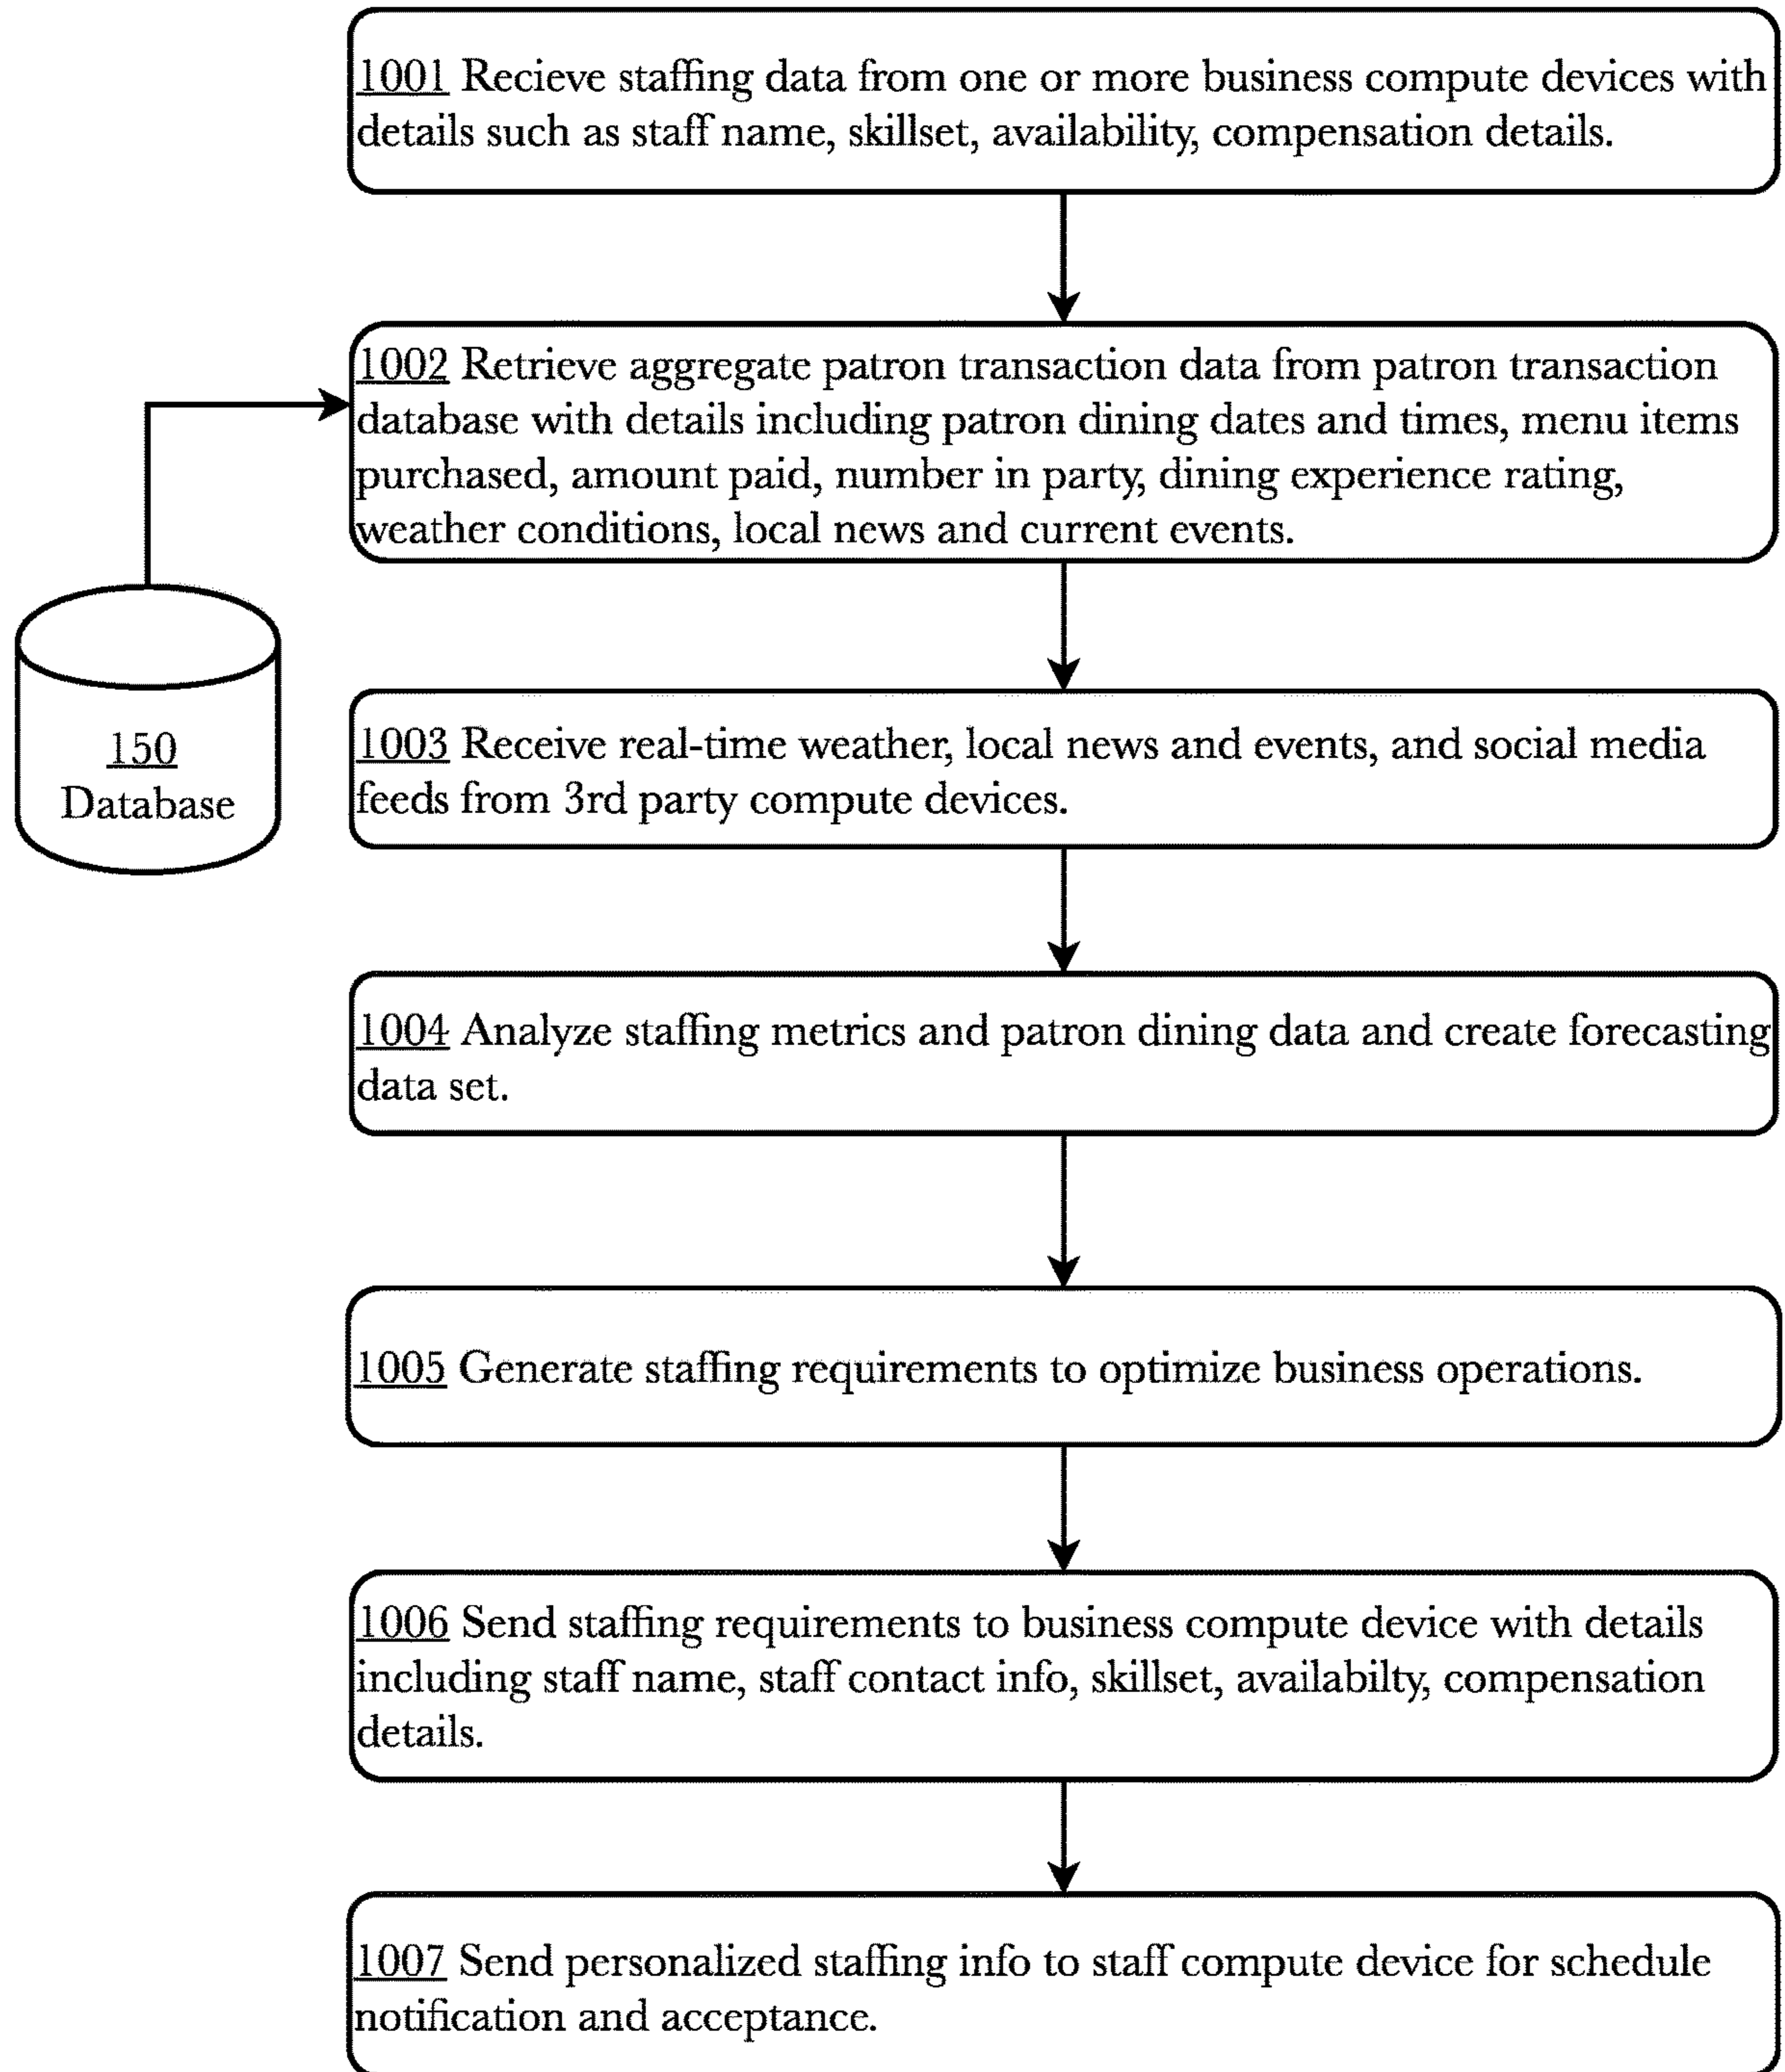 1001 Recieve staffing data from one or more business compute devices with
details such as staff name, skillset, availability, compensation details.
1002 Retrieve aggregate patron transaction data from patron transaction
database with details including patron dining dates and times, menu items
purchased, amount paid, number in party, dining experience rating,
weather conditions, local news and current events.
150
Database
1003 Receive real-time weather, local news and events, and social media
feeds from 3rd party compute devices.
1004 Analyze staffing metrics and patron dining data and create forecasting
data set.
1005 Generate staffing requirements to optimize business operations.
1006 Send staffing requirements to business compute device with details
including staff name, staff contact info, skillset, availabilty, compensation
details.
1007 Send personalized staffing info to staff compute device for schedule
notification and acceptance.